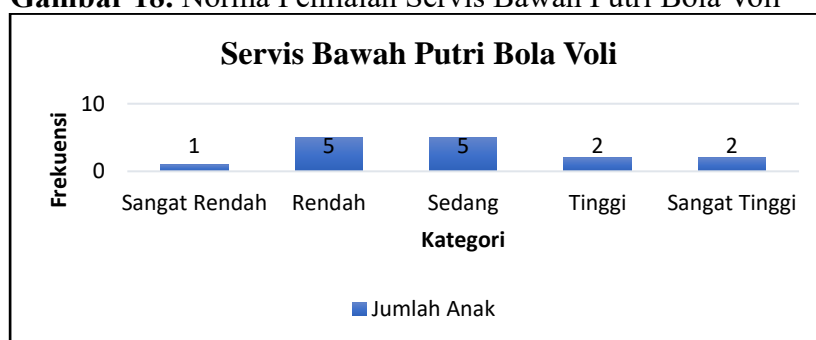 Gambar 18. Norma Penilaian Servis Bawah Putri Bola Voli
Servis Bawah Putri Bola Voli
Frekuensi
10
0
1
5
5
2
2
Sangat Rendah
Rendah
Sedang
Tinggi
Sangat Tinggi
Kategori
Jumlah Anak